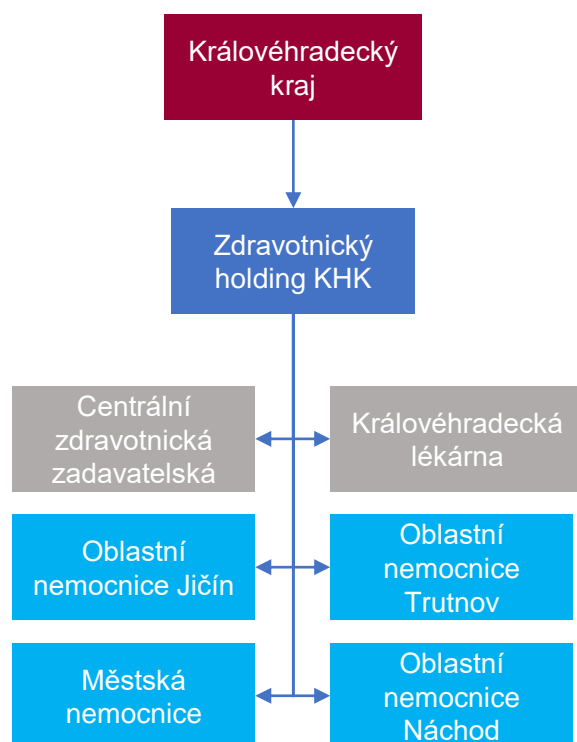 Královéhradecký
kraj
Zdravotnický
holding KHK
Centrální
zdravotnická
zadavatelská
Královéhradecká
lékárna
Oblastní
nemocnice Jičín
Oblastní
nemocnice
Trutnov
Městská
nemocnice
Oblastní
nemocnice
Náchod